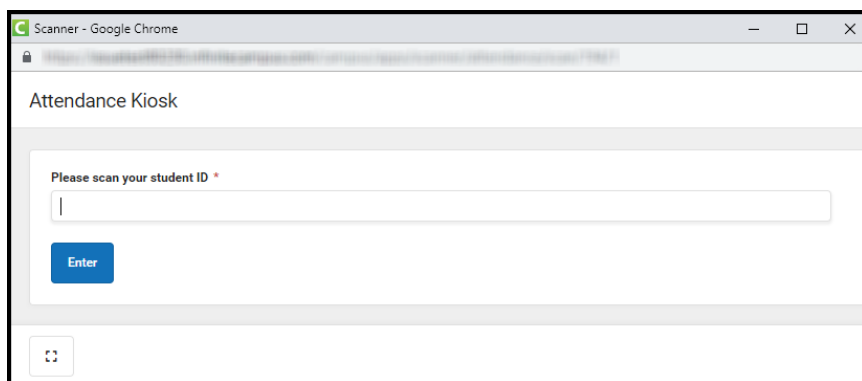 Scanner - Google Chrome
Attendance Kiosk
Please scan your student ID *
Enter